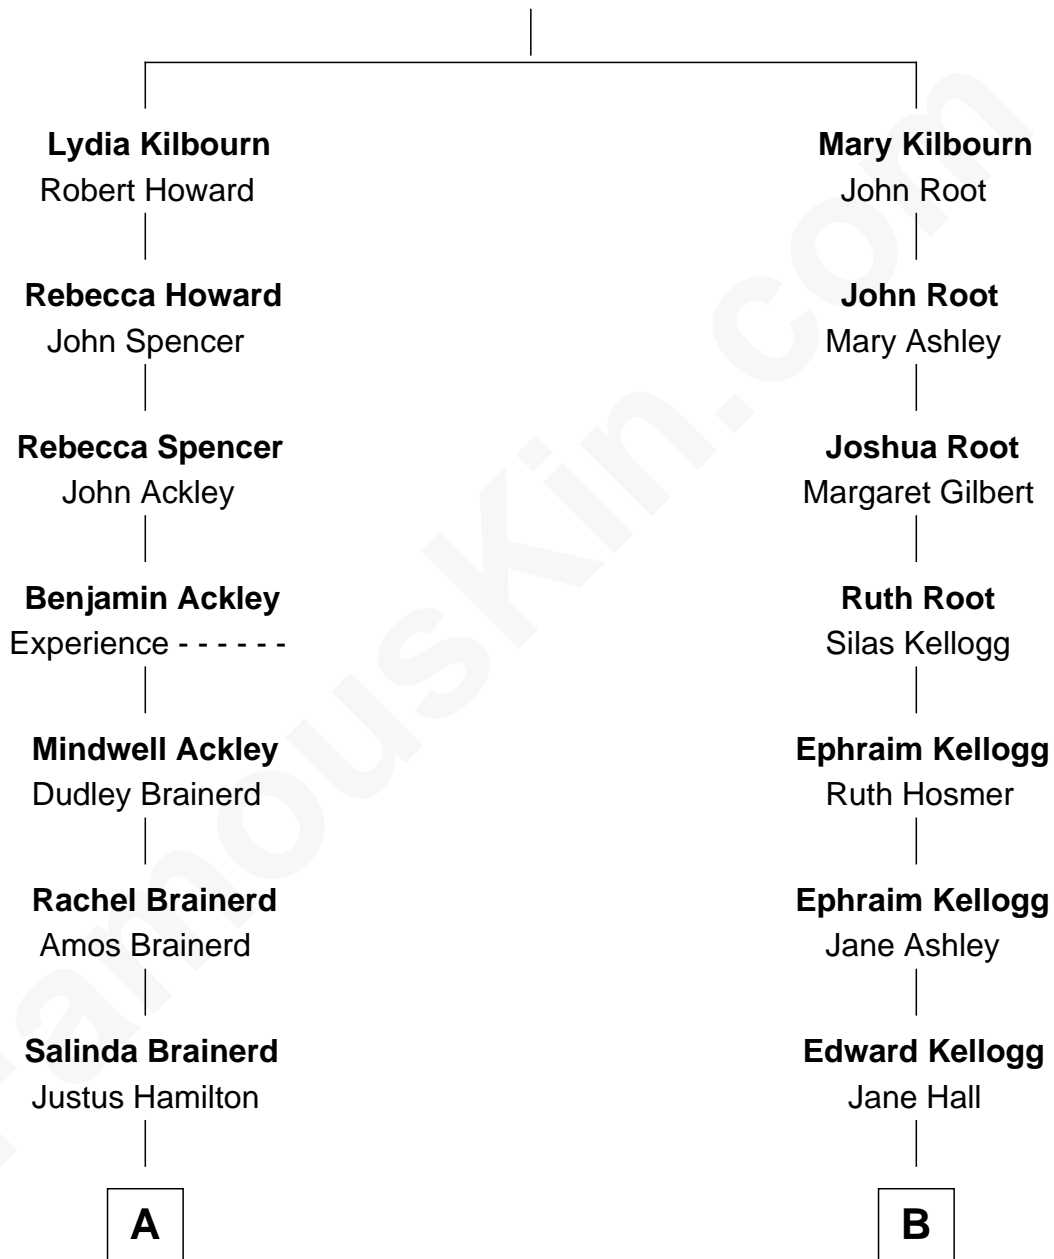 Lydia Kilbourn
Robert Howard
Rebecca Howard
John Spencer
Rebecca Spencer
John Ackley
Benjamin Ackley
Experience - - - - - -
Mindwell Ackley
Dudley Brainerd
Rachel Brainerd
Amos Brainerd
Salinda Brainerd
Justus Hamilton
A
Mary Kilbourn
John Root
John Root
Mary Ashley
Joshua Root
Margaret Gilbert
Ruth Root
Silas Kellogg
Ephraim Kellogg
Ruth Hosmer
Ephraim Kellogg
Jane Ashley
Edward Kellogg
Jane Hall
B
FamousKin.com